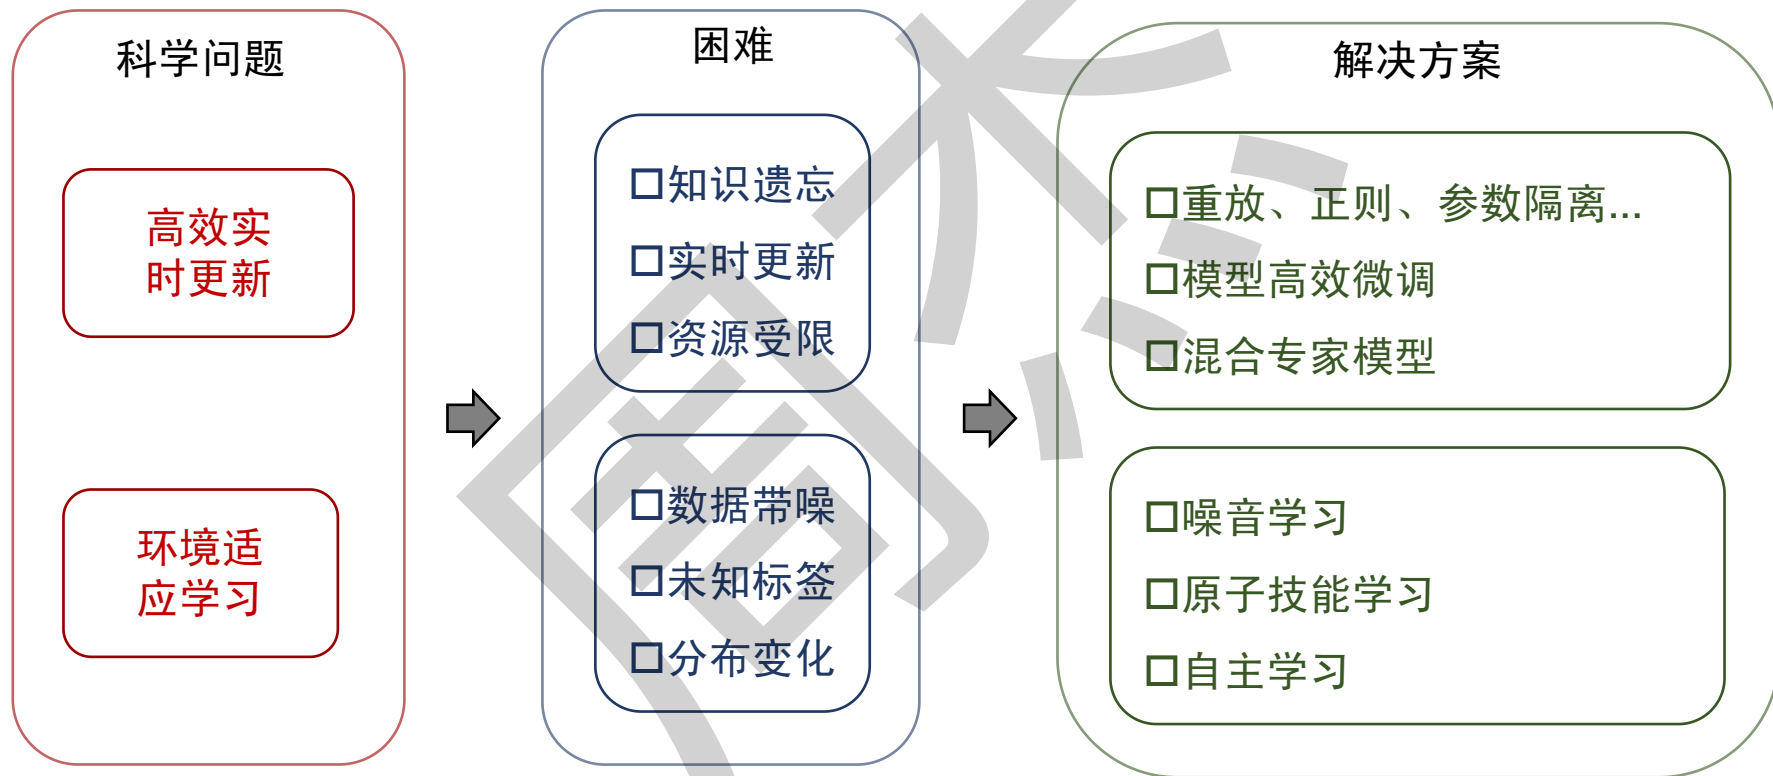 科学问题
高效实
时更新
环境适
应学习
困难
知识遗忘
实时更新
资源受限
数据带噪
未知标签
分布变化
解决方案
重放、正则、参数隔离...
模型高效微调
混合专家模型
噪音学习
原子技能学习
自主学习